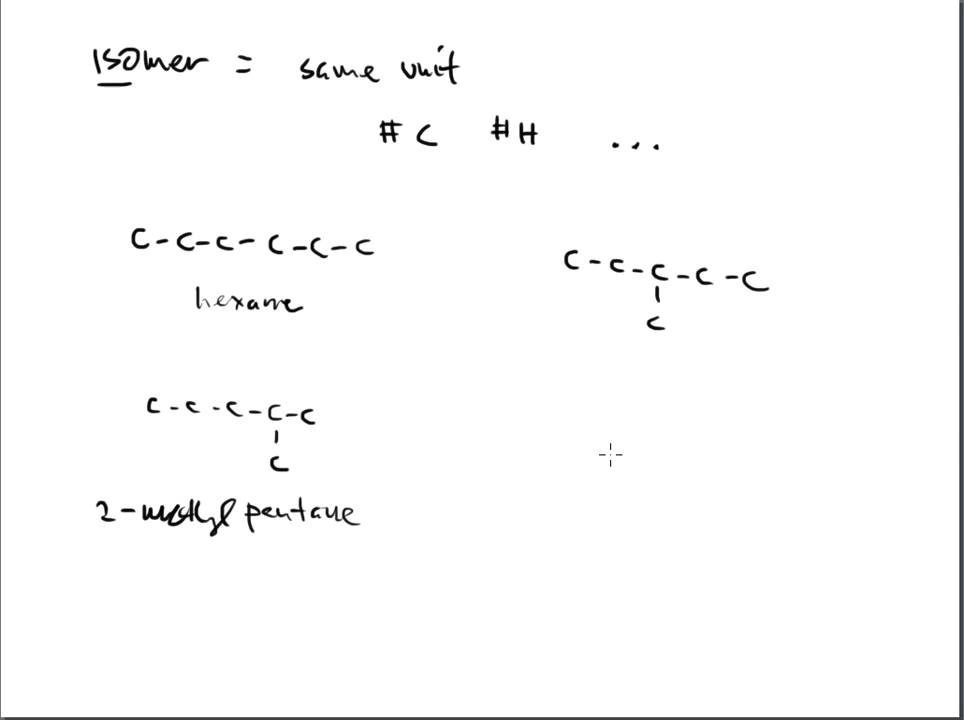 isomer = same unit
# C # H ...
C-C-C-C-C-C
hexane
C-C-C-C-C
C
C-C-C-C-C
C
2-methyl pentane